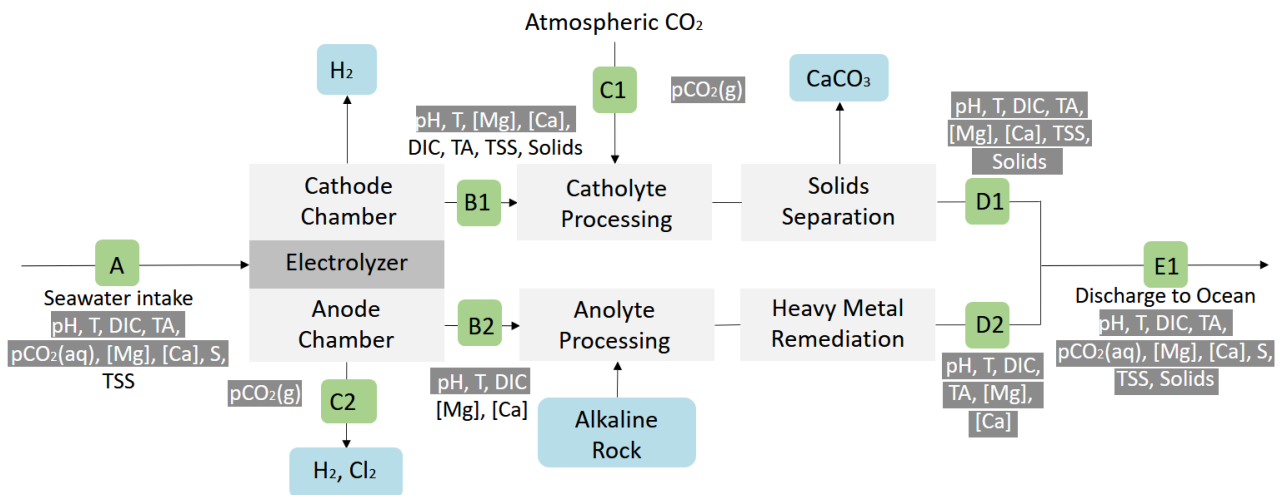 Atmospheric CO₂
H₂
C1
pCO₂(g)
CaCO₃
pH, T, [Mg], [Ca],
DIC, TA, TSS, Solids
pH, T, DIC, TA,
[Mg], [Ca], TSS,
Solids
Cathode
Chamber
B1
Catholyte
Processing
Solids
Separation
D1
A
Electrolyzer
E1
Seawater intake
pH, T, DIC, TA,
pCO₂(aq), [Mg], [Ca], S,
TSS
Anode
Chamber
B2
Anolyte
Processing
Heavy Metal
Remediation
D2
Discharge to Ocean
pH, T, DIC, TA,
pCO₂(aq), [Mg], [Ca], S,
TSS, Solids
pCO₂(g)
C2
pH, T, DIC
[Mg], [Ca]
Alkaline
Rock
pH, T, DIC,
TA, [Mg],
[Ca]
H₂, Cl₂